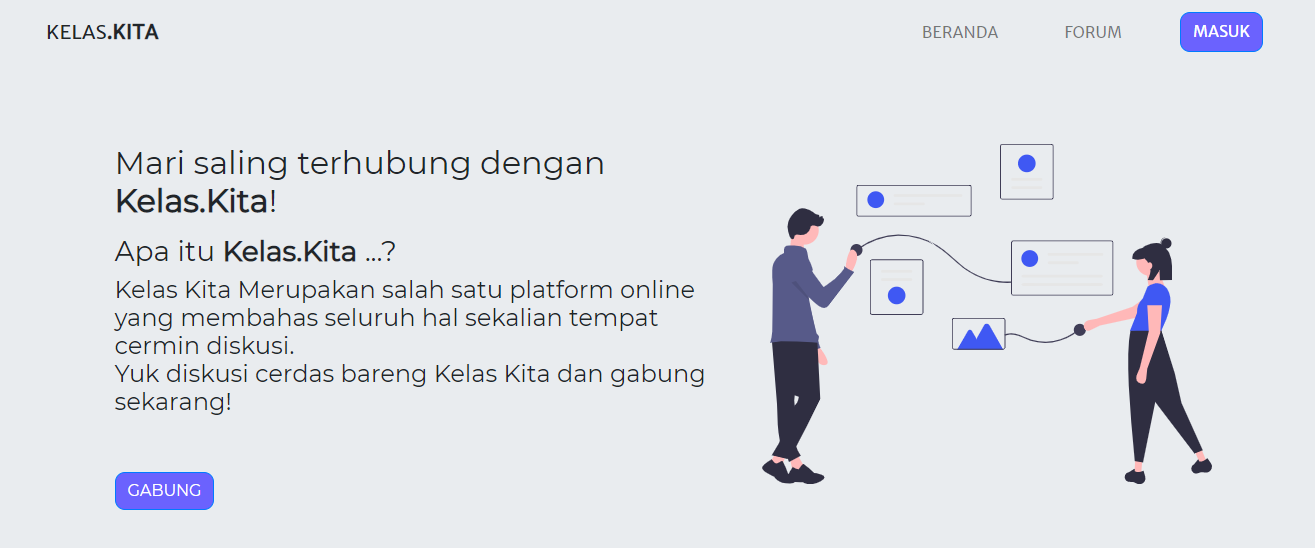 KELAS.KITA
BERANDA
FORUM
MASUK
Mari saling terhubung dengan
Kelas.Kita!
Apa itu Kelas.Kita ...?
Kelas Kita Merupakan salah satu platform online
yang membahas seluruh hal sekalian tempat
cermin diskusi.
Yuk diskusi cerdas bareng Kelas Kita dan gabung
sekarang!
GABUNG